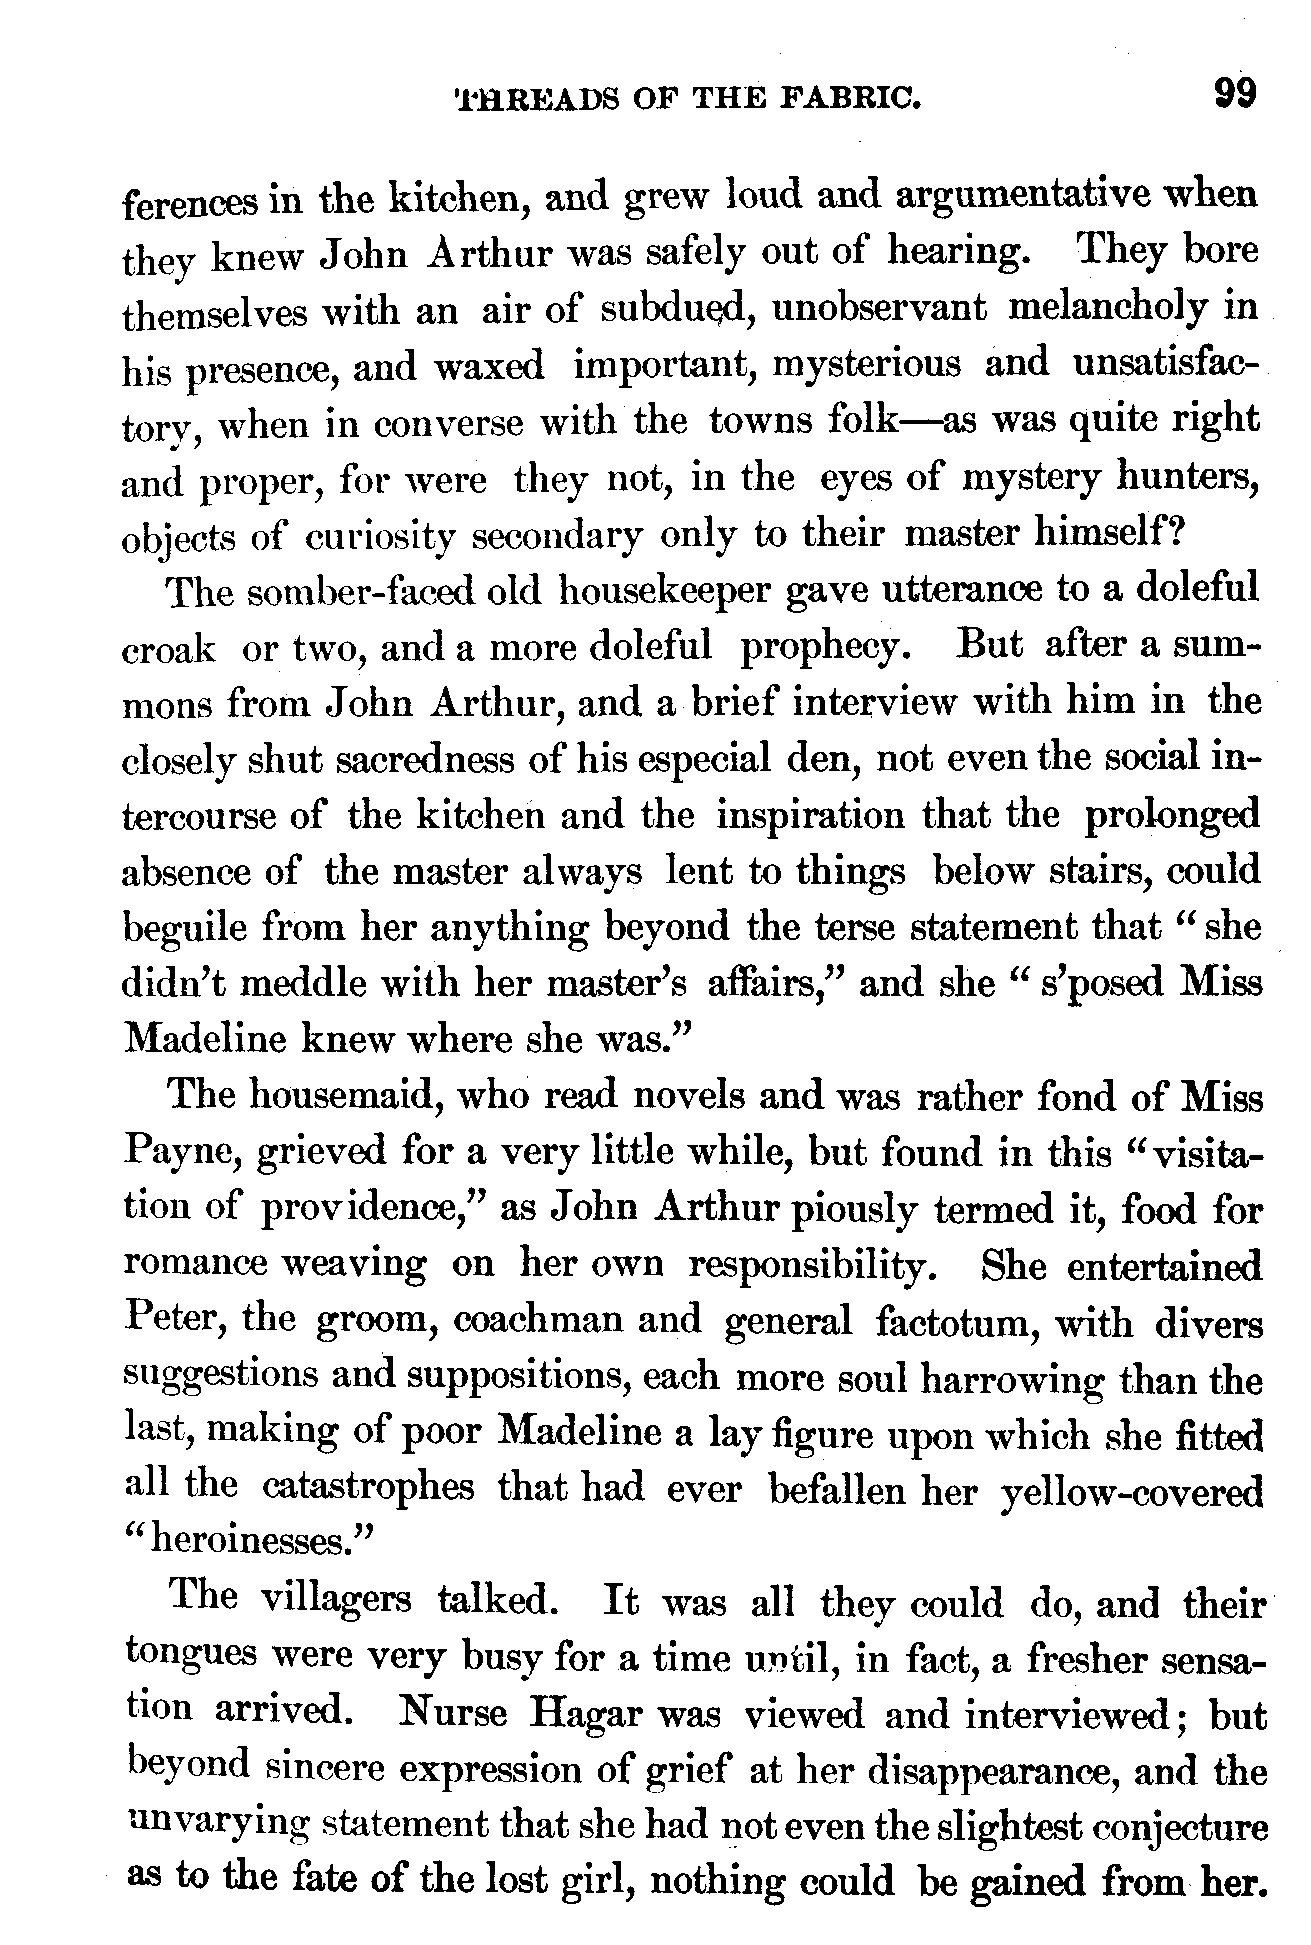 THREADS OF THE FABRIC. 99
ferences in the kitchen, and grew loud and argumentative when
they knew John Arthur was safely out of hearing. They bore
themselves with an air of subdued, unobservant melancholy in
his presence, and waxed important, mysterious and unsatisfac-
tory, when in converse with the towns folk—as was quite right
and proper, for were they not, in the eyes of mystery hunters,
objects of curiosity secondary only to their master himself?
The somber-faced old housekeeper gave utterance to a doleful
croak or two, and a more doleful prophecy. But after a sum-
mons from John Arthur, and a brief interview with him in the
closely shut sacredness of his especial den, not even the social in-
tercourse of the kitchen and the inspiration that the prolonged
absence of the master always lent to things below stairs, could
beguile from her anything beyond the terse statement that “ she
didn’t meddle with her master’s affairs,” and she “ s’posed Miss
Madeline knew where she was.”
The housemaid, who read novels and was rather fond of Miss
Payne, grieved for a very little while, but found in this “visita-
tion of providence,” as John Arthur piously termed it, food for
romance weaving on her own responsibility. She entertained
Peter, the groom, coachman and general factotum, with divers
suggestions and suppositions, each more soul harrowing than the
last, making of poor Madeline a lay figure upon which she fitted
all the catastrophes that had ever befallen her yellow-covered
“heroinesses.”
The villagers talked. It was all they could do, and their
tongues were very busy for a time until, in fact, a fresher sensa-
tion arrived. Nurse Hagar was viewed and interviewed; but
beyond sincere expression of grief at her disappearance, and the
unvarying statement that she had not even the slightest conjecture
as to the fate of the lost girl, nothing could be gained from her.